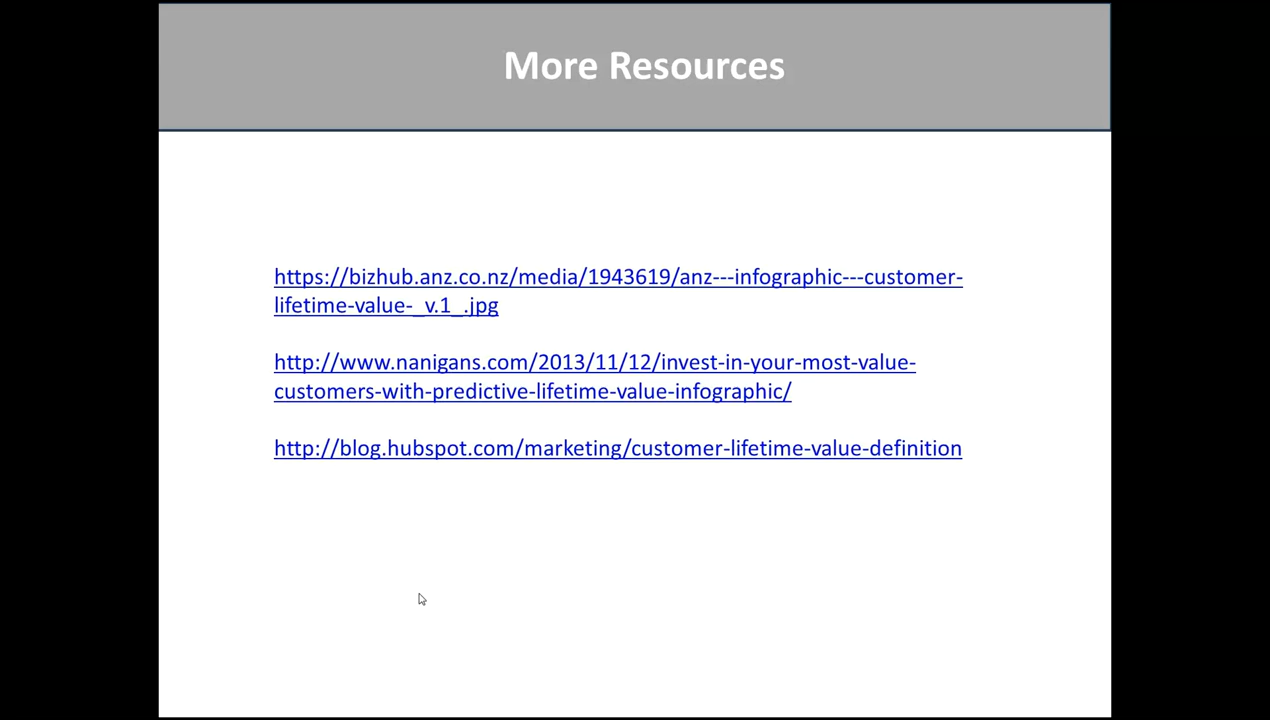 More Resources
https://bizhub.anz.co.nz/media/1943619/anz---infographic---customer-
lifetime-value-_v.1_.jpg
http://www.nanigans.com/2013/11/12/invest-in-your-most-value-
customers-with-predictive-lifetime-value-infographic/
http://blog.hubspot.com/marketing/customer-lifetime-value-definition